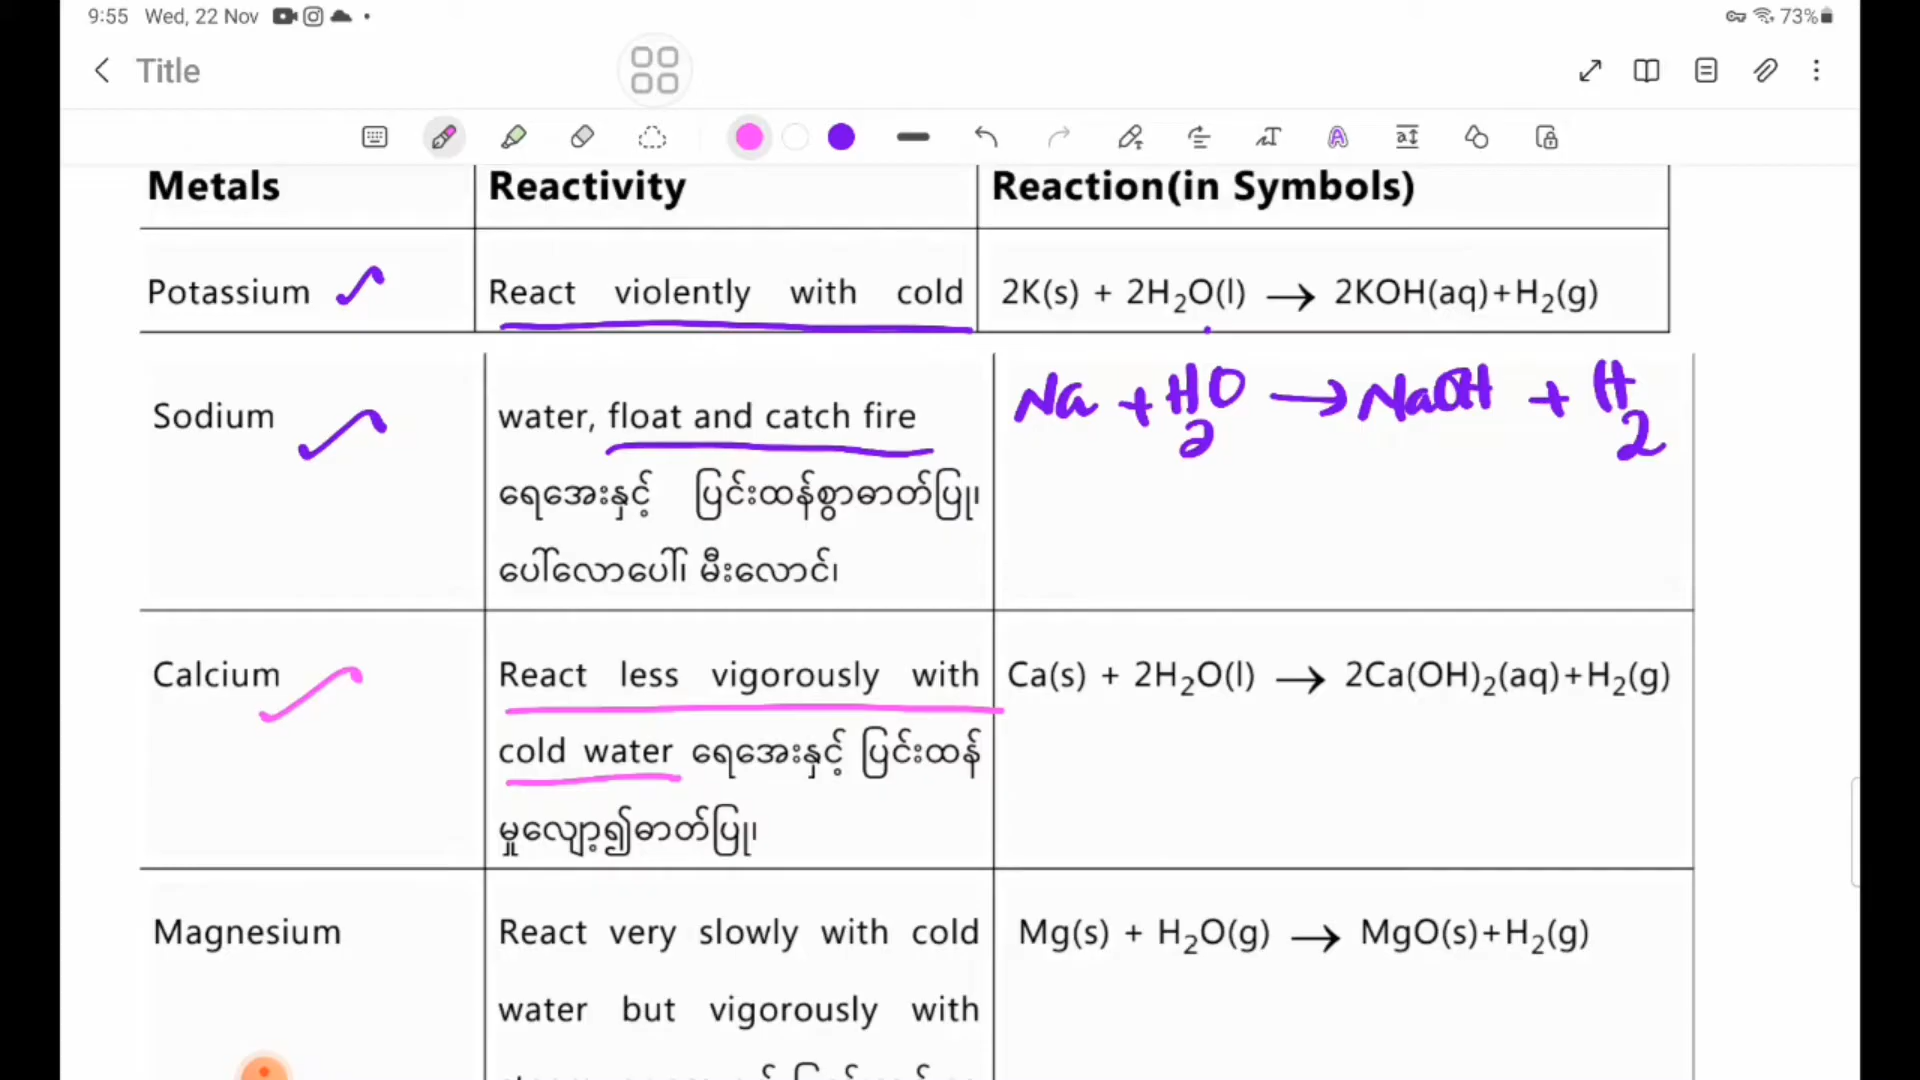 9:55 Wed, 22 Nov
73%
Title
Metals Reactivity Reaction(in Symbols)
Potassium React violently with cold 2K(s) + 2H₂O(l) → 2KOH(aq)+H₂(g)
Sodium water, float and catch fire Na + H₂O → NaOH + H₂
ရေအေးနှင့် ပြင်းထန်စွာဓာတ်ပြု၊
ပေါ်လောပေါ်၊ မီးလောင်၊
Calcium React less vigorously with Ca(s) + 2H₂O(l) → 2Ca(OH)₂(aq)+H₂(g)
cold water ရေအေးနှင့် ပြင်းထန်
မှုလျော့၍ဓာတ်ပြု၊
Magnesium React very slowly with cold Mg(s) + H₂O(g) → MgO(s)+H₂(g)
water but vigorously with